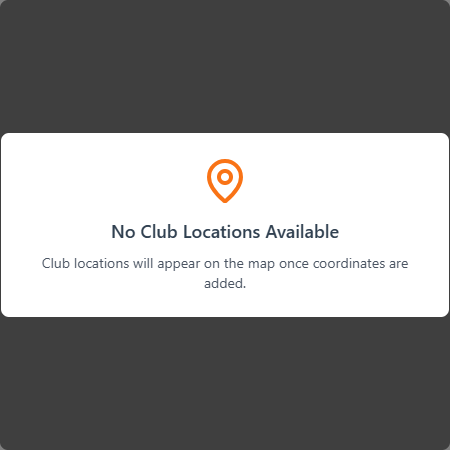 No Club Locations Available
Club locations will appear on the map once coordinates are
added.